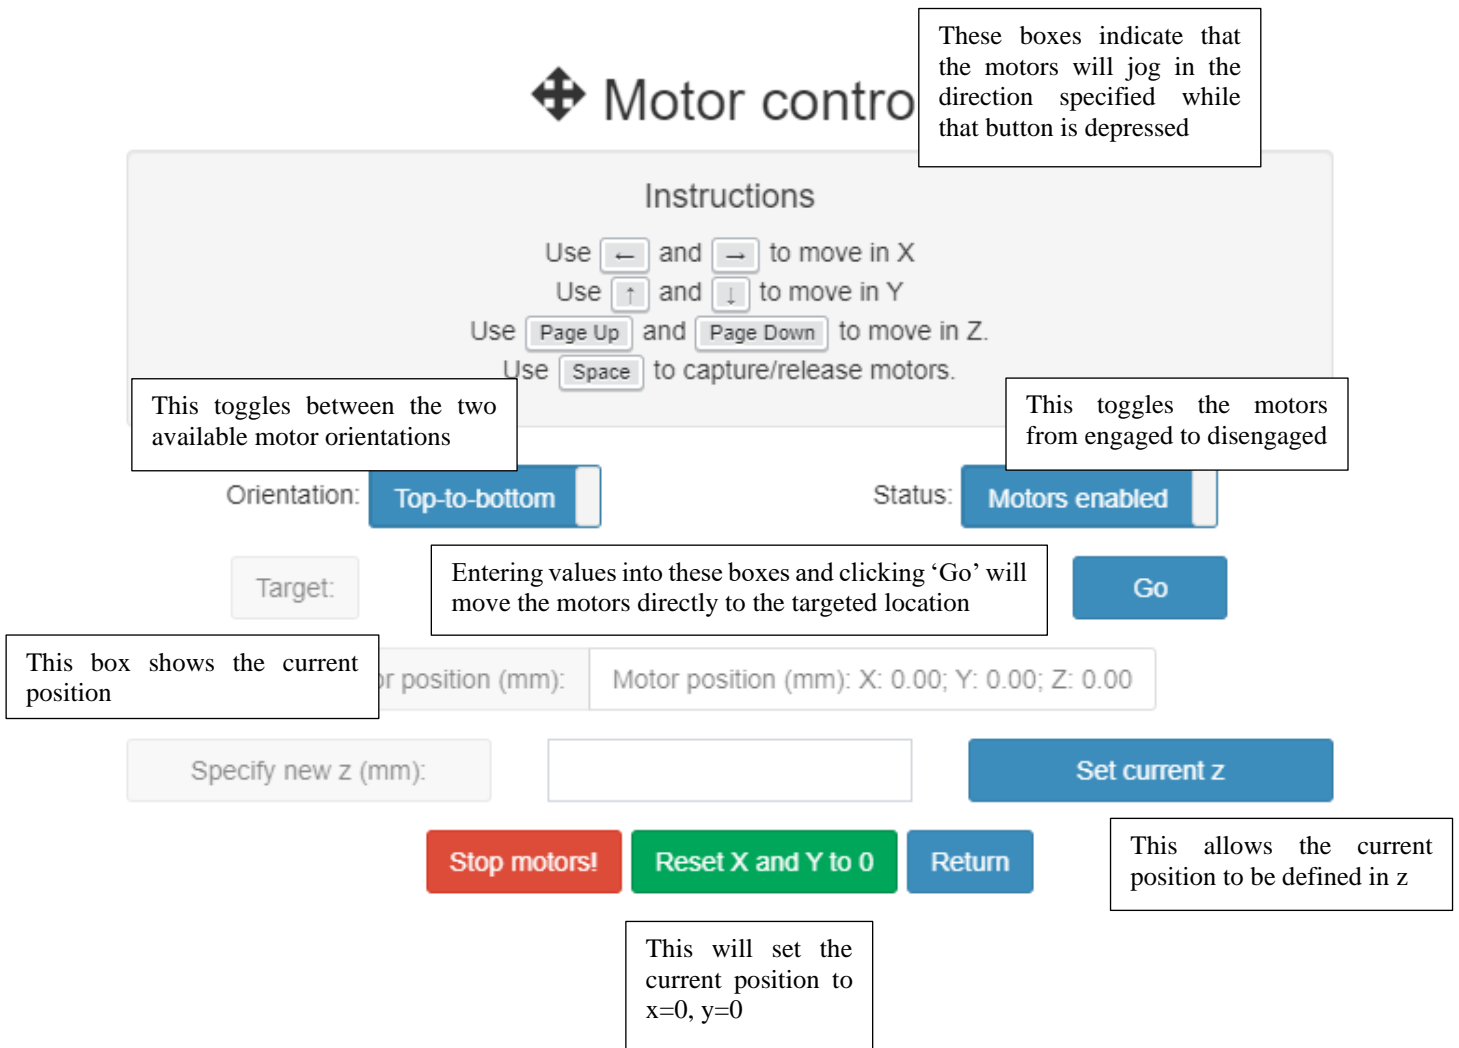 These boxes indicate that
the motors will jog in the
direction specified while
that button is depressed
Motor contro
Instructions
Use ← and → to move in X
Use ↑ and ↓ to move in Y
Use Page Up and Page Down to move in Z.
Use Space to capture/release motors.
This toggles between the two
available motor orientations
This toggles the motors
from engaged to disengaged
Orientation: Top-to-bottom
Status: Motors enabled
Target:
Entering values into these boxes and clicking ‘Go’ will
move the motors directly to the targeted location
Go
This box shows the current
position
r position (mm): Motor position (mm): X: 0.00; Y: 0.00; Z: 0.00
Specify new z (mm): Set current z
Stop motors! Reset X and Y to 0 Return
This allows the current
position to be defined in z
This will set the
current position to
x=0, y=0